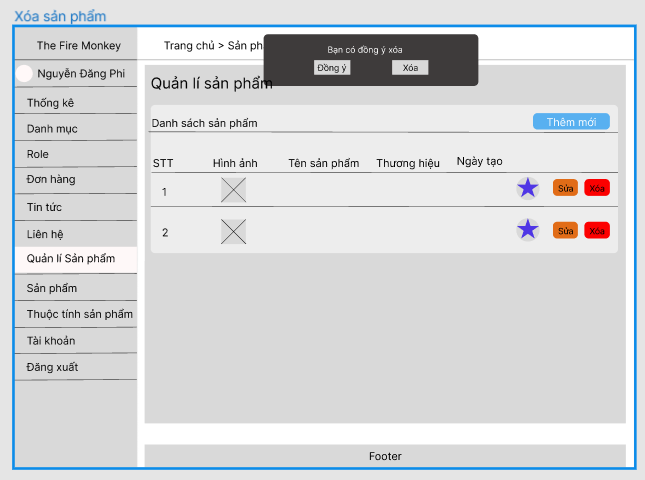 Xóa sản phẩm
The Fire Monkey
Nguyễn Đăng Phi
Thống kê
Danh mục
Role
Đơn hàng
Tin tức
Liên hệ
Quản lí Sản phẩm
Sản phẩm
Thuộc tính sản phẩm
Tài khoản
Đăng xuất
Trang chủ > Sản ph
Bạn có đồng ý xóa
Đồng ý Xóa
Quản lí sản phẩm
Danh sách sản phẩm Thêm mới
STT Hình ảnh Tên sản phẩm Thương hiệu Ngày tạo
1 Sửa Xóa
2 Sửa Xóa
Footer